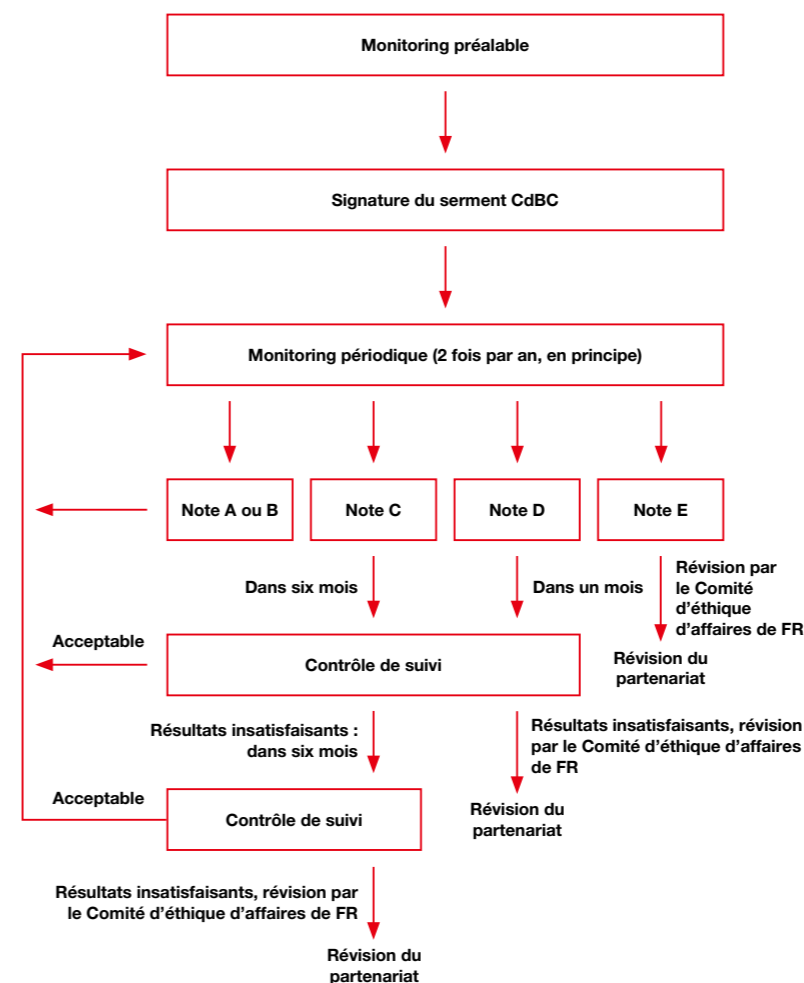 Monitoring préalable
Signature du serment CdBC
Monitoring périodique (2 fois par an, en principe)
Note A ou B
Note C
Note D
Note E
Dans six mois
Dans un mois
Révision par
le Comité
d'éthique
d'affaires de FR
Révision du
partenariat
Acceptable
Contrôle de suivi
Résultats insatisfaisants :
dans six mois
Résultats insatisfaisants, révision
par le Comité d'éthique d'affaires
de FR
Révision du
partenariat
Acceptable
Contrôle de suivi
Résultats insatisfaisants, révision par
le Comité d'éthique d'affaires de FR
Révision du
partenariat